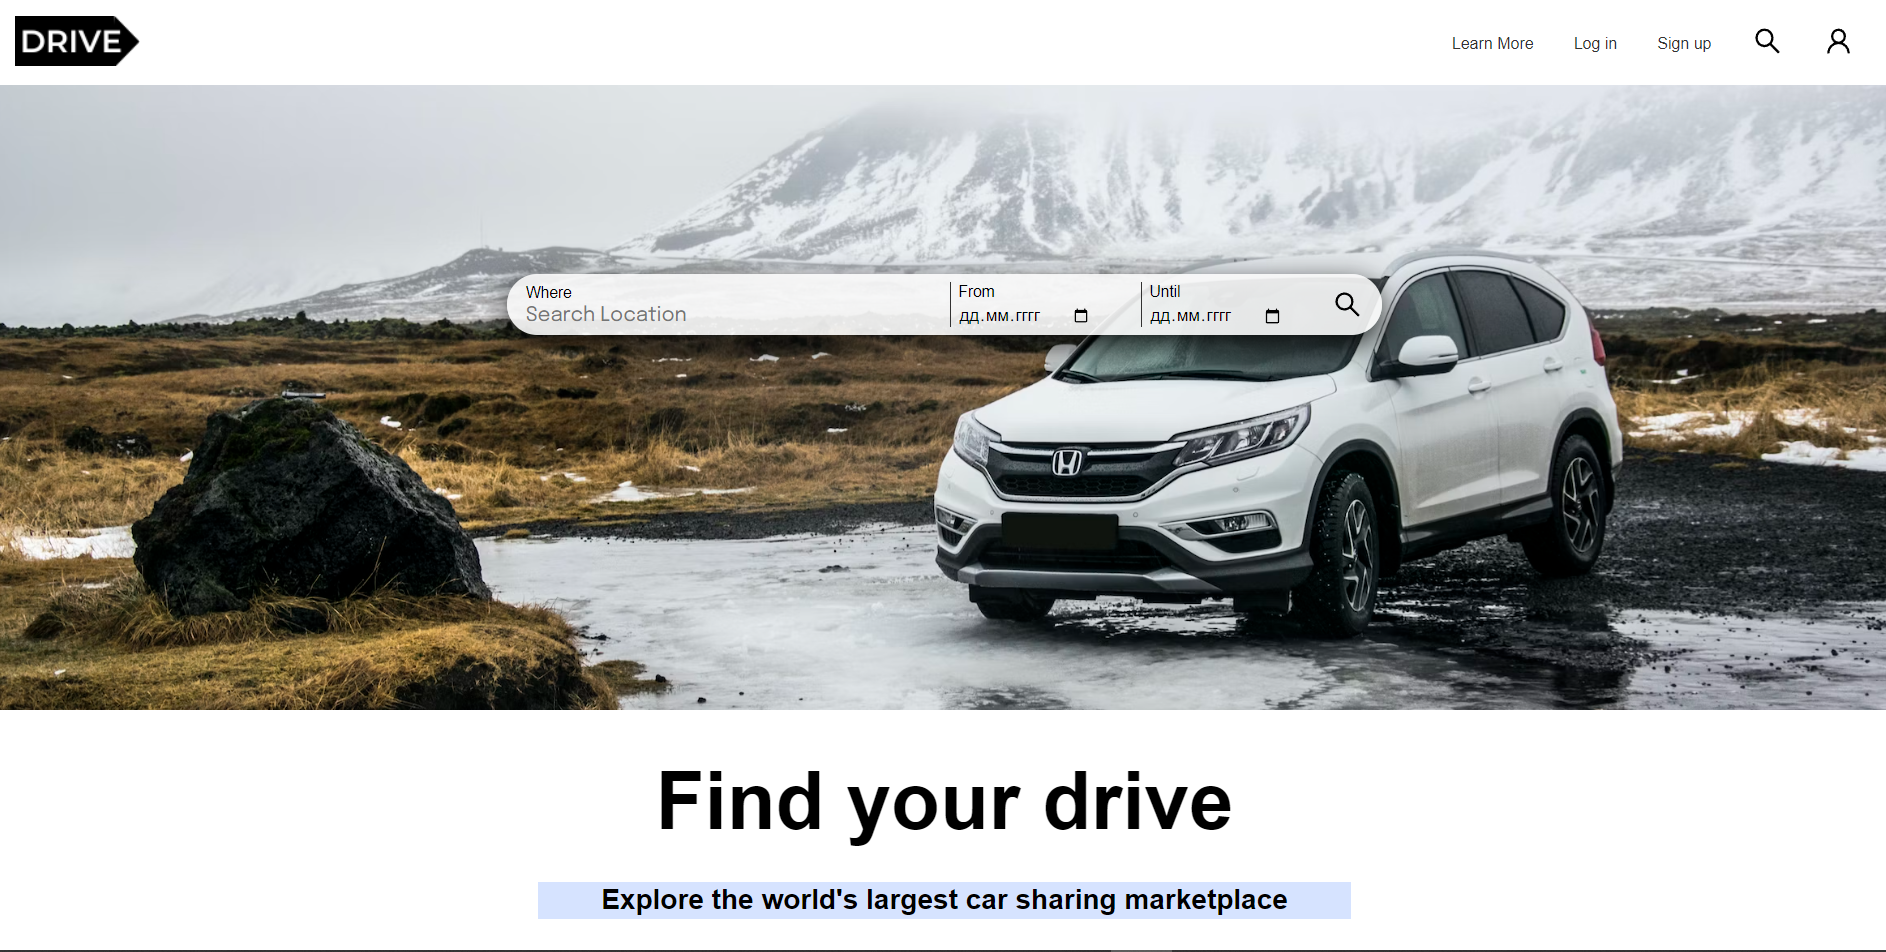 DRIVE
Learn More
Log in
Sign up
Where
Search Location
From
дд.мм.гггг
Until
дд.мм.гггг
Find your drive
Explore the world's largest car sharing marketplace